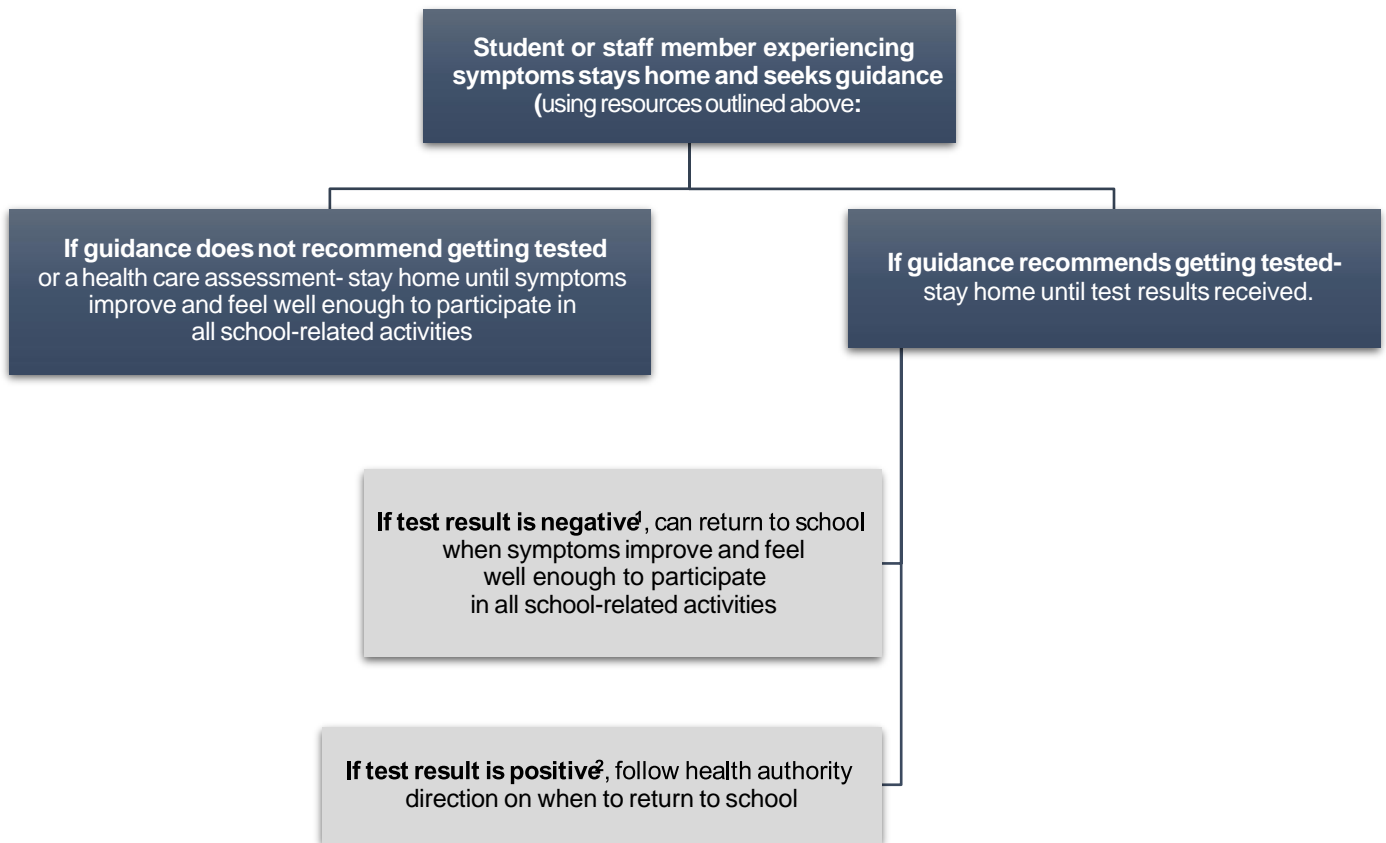 Student or staff member experiencing
symptoms stays home and seeks guidance
(using resources outlined above:
If guidance does not recommend getting tested
or a health care assessment- stay home until symptoms
improve and feel well enough to participate in
all school-related activities
If guidance recommends getting tested-
stay home until test results received.
If test result is negative¹, can return to school
when symptoms improve and feel
well enough to participate
in all school-related activities
If test result is positive², follow health authority
direction on when to return to school